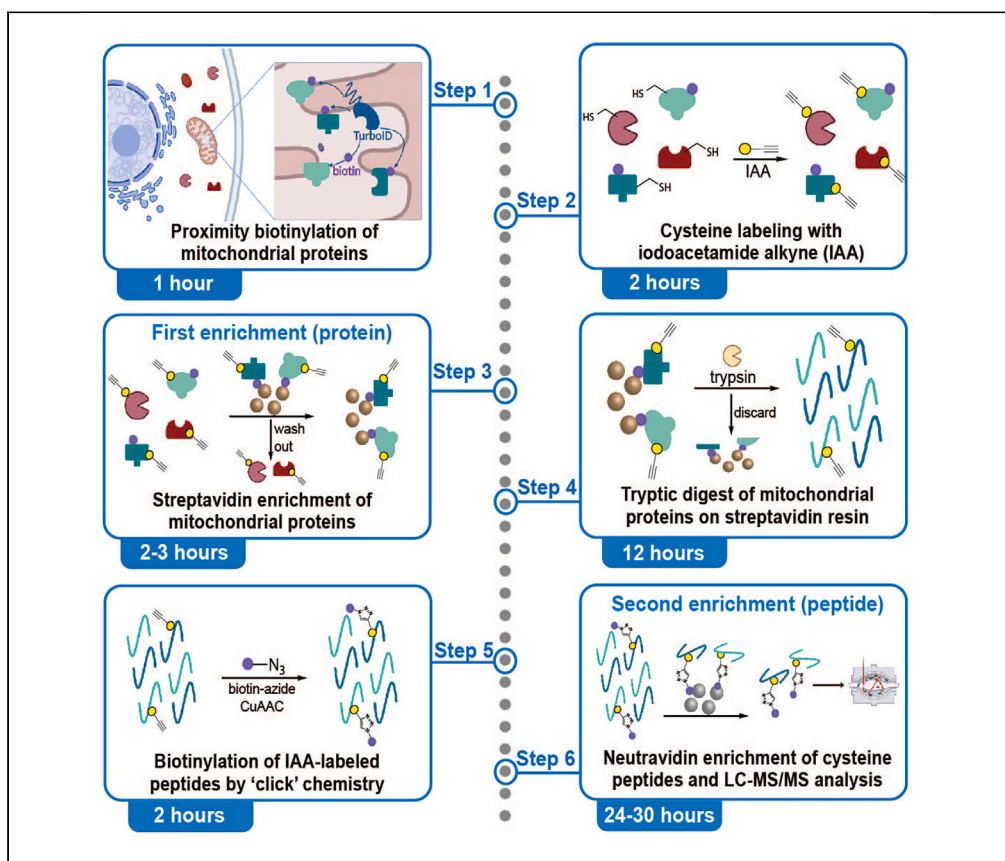 Step 1
TurboID
biotin
Proximity biotinylation of
mitochondrial proteins
1 hour
Step 2
HS
HS
SH
SH
IAA
Cysteine labeling with
iodoacetamide alkyne (IAA)
2 hours
Step 3
First enrichment (protein)
wash
out
Streptavidin enrichment of
mitochondrial proteins
2-3 hours
Step 4
trypsin
discard
Tryptic digest of mitochondrial
proteins on streptavidin resin
12 hours
Step 5
N3
biotin-azide
CuAAC
Biotinylation of IAA-labeled
peptides by ‘click’ chemistry
2 hours
Step 6
Second enrichment (peptide)
Neutravidin enrichment of cysteine
peptides and LC-MS/MS analysis
24-30 hours